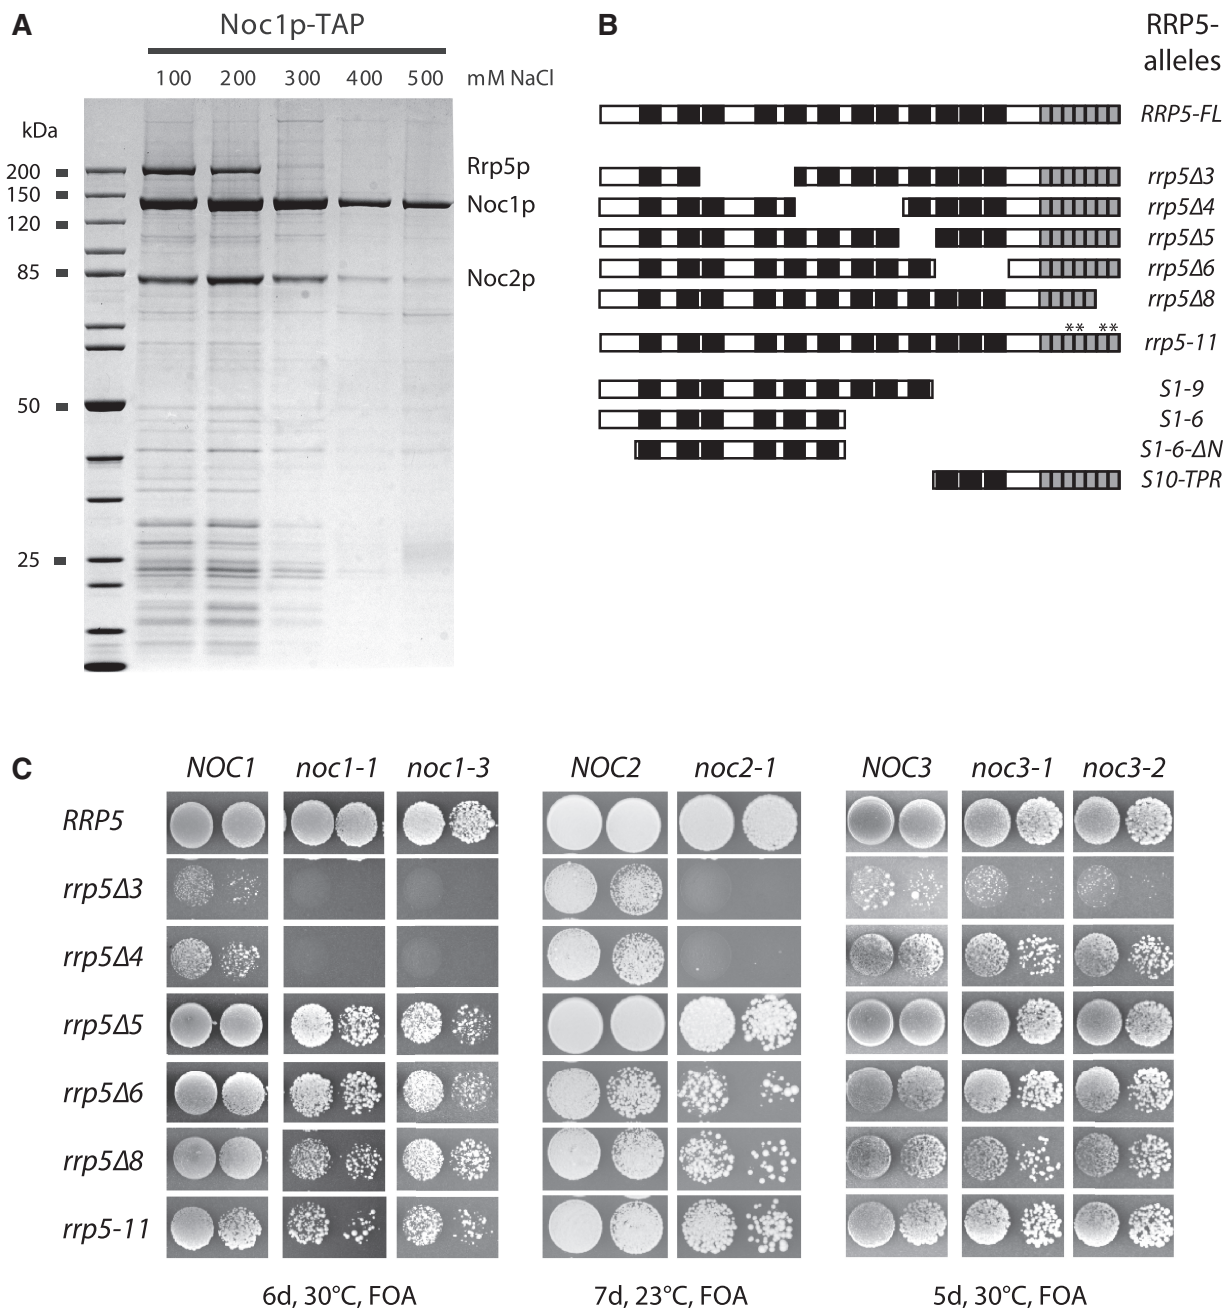 A
Noc1p-TAP
100 200 300 400 500 mM NaCl
kDa
200
150
120
85
50
25
Rrp5p
Noc1p
Noc2p
B
RRP5-
alleles
RRP5-FL
rrp5Δ3
rrp5Δ4
rrp5Δ5
rrp5Δ6
rrp5Δ8
** **
rrp5-11
S1-9
S1-6
S1-6-ΔN
S10-TPR
C
NOC1 noc1-1 noc1-3 NOC2 noc2-1 NOC3 noc3-1 noc3-2
RRP5
rrp5Δ3
rrp5Δ4
rrp5Δ5
rrp5Δ6
rrp5Δ8
rrp5-11
6d, 30°C, FOA 7d, 23°C, FOA 5d, 30°C, FOA